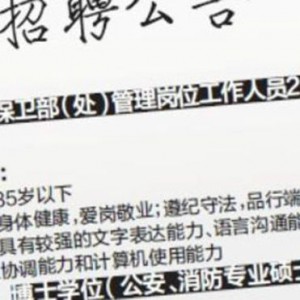 招聘公告
保卫部(处)管理岗位工作人员2
:
35岁以下
身体健康,爱岗敬业;遵纪守法,品行端
具有较强的文字表达能力、语言沟通能
协调能力和计算机使用能力
博士学位(公安、消防专业硕